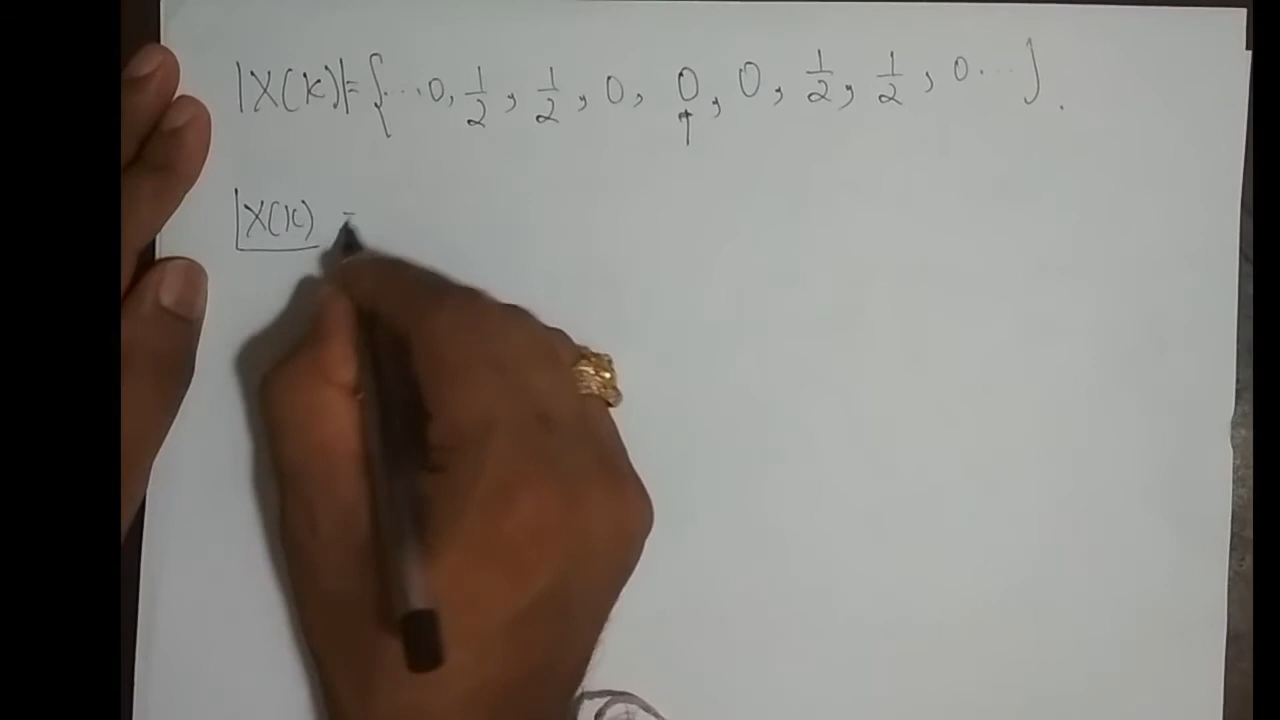 |X(K)|= {...0, 1/2, 1/2, 0, 0, 0, 1/2, 1/2, 0...}.
↑
∠X(K) =